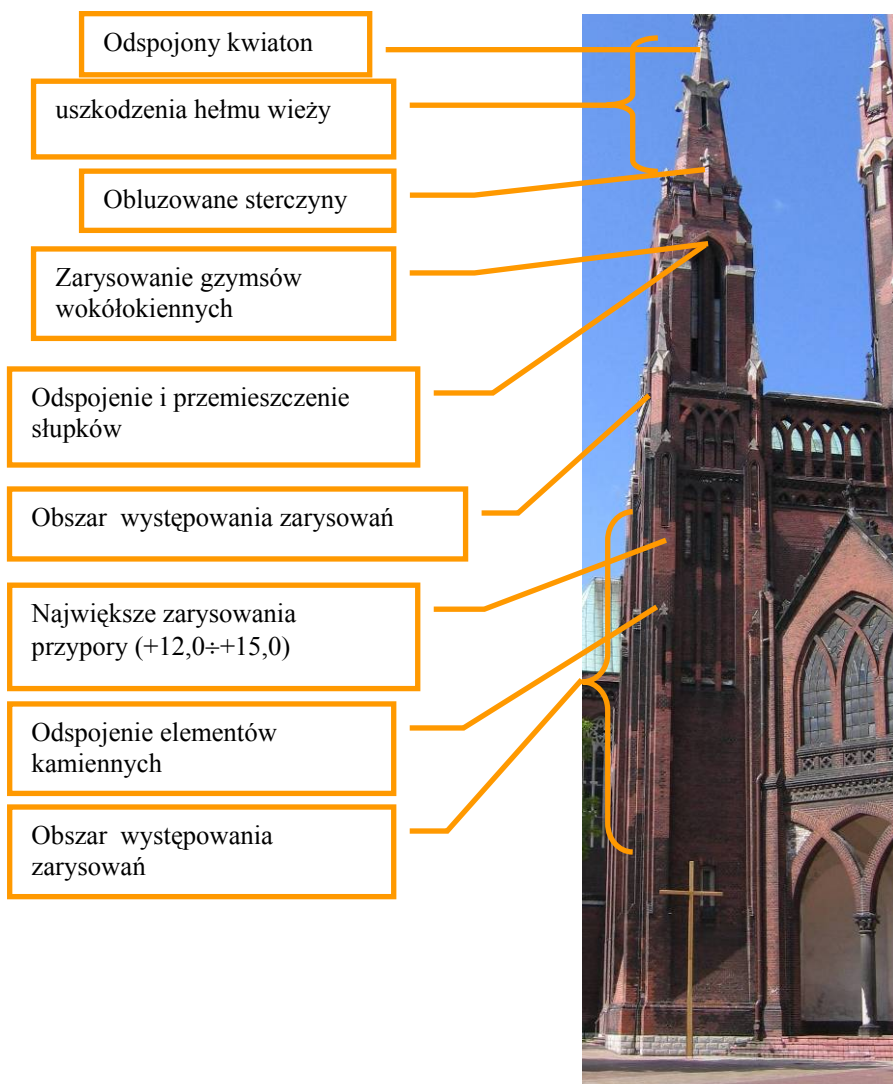 Odspojony kwiaton
uszkodzenia hełmu wieży
Obluzowane sterczyny
Zarysowanie gzymsów
wokółokiennych
Odspojenie i przemieszczenie
słupków
Obszar występowania zarysowań
Największe zarysowania
przypory (+12,0÷+15,0)
Odspojenie elementów
kamiennych
Obszar występowania
zarysowań